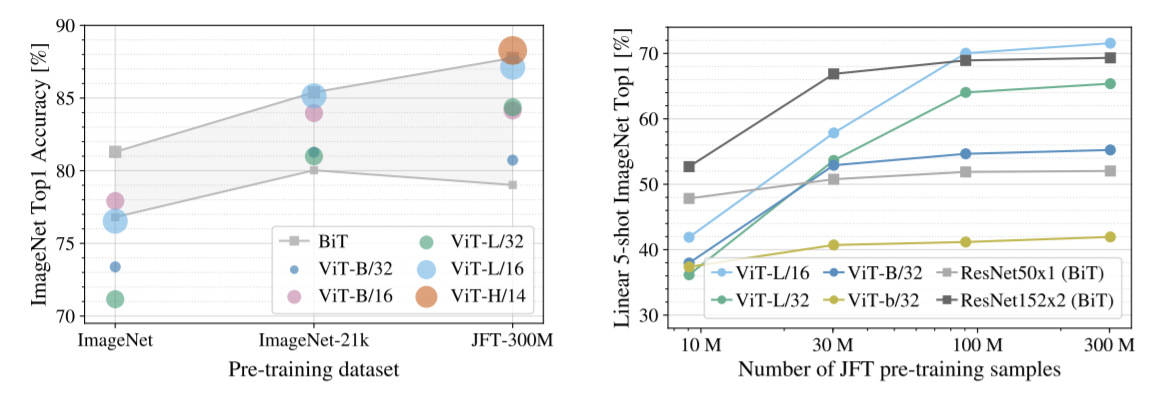 ImageNet Top1 Accuracy [%]
90
85
80
75
70
BiT
ViT-B/32
ViT-B/16
ViT-L/32
ViT-L/16
ViT-H/14
ImageNet
ImageNet-21k
JFT-300M
Pre-training dataset
Linear 5-shot ImageNet Top1 [%]
70
60
50
40
30
ViT-L/16
ViT-L/32
ViT-B/32
ViT-b/32
ResNet50x1 (BiT)
ResNet152x2 (BiT)
10 M
30 M
100 M
300 M
Number of JFT pre-training samples